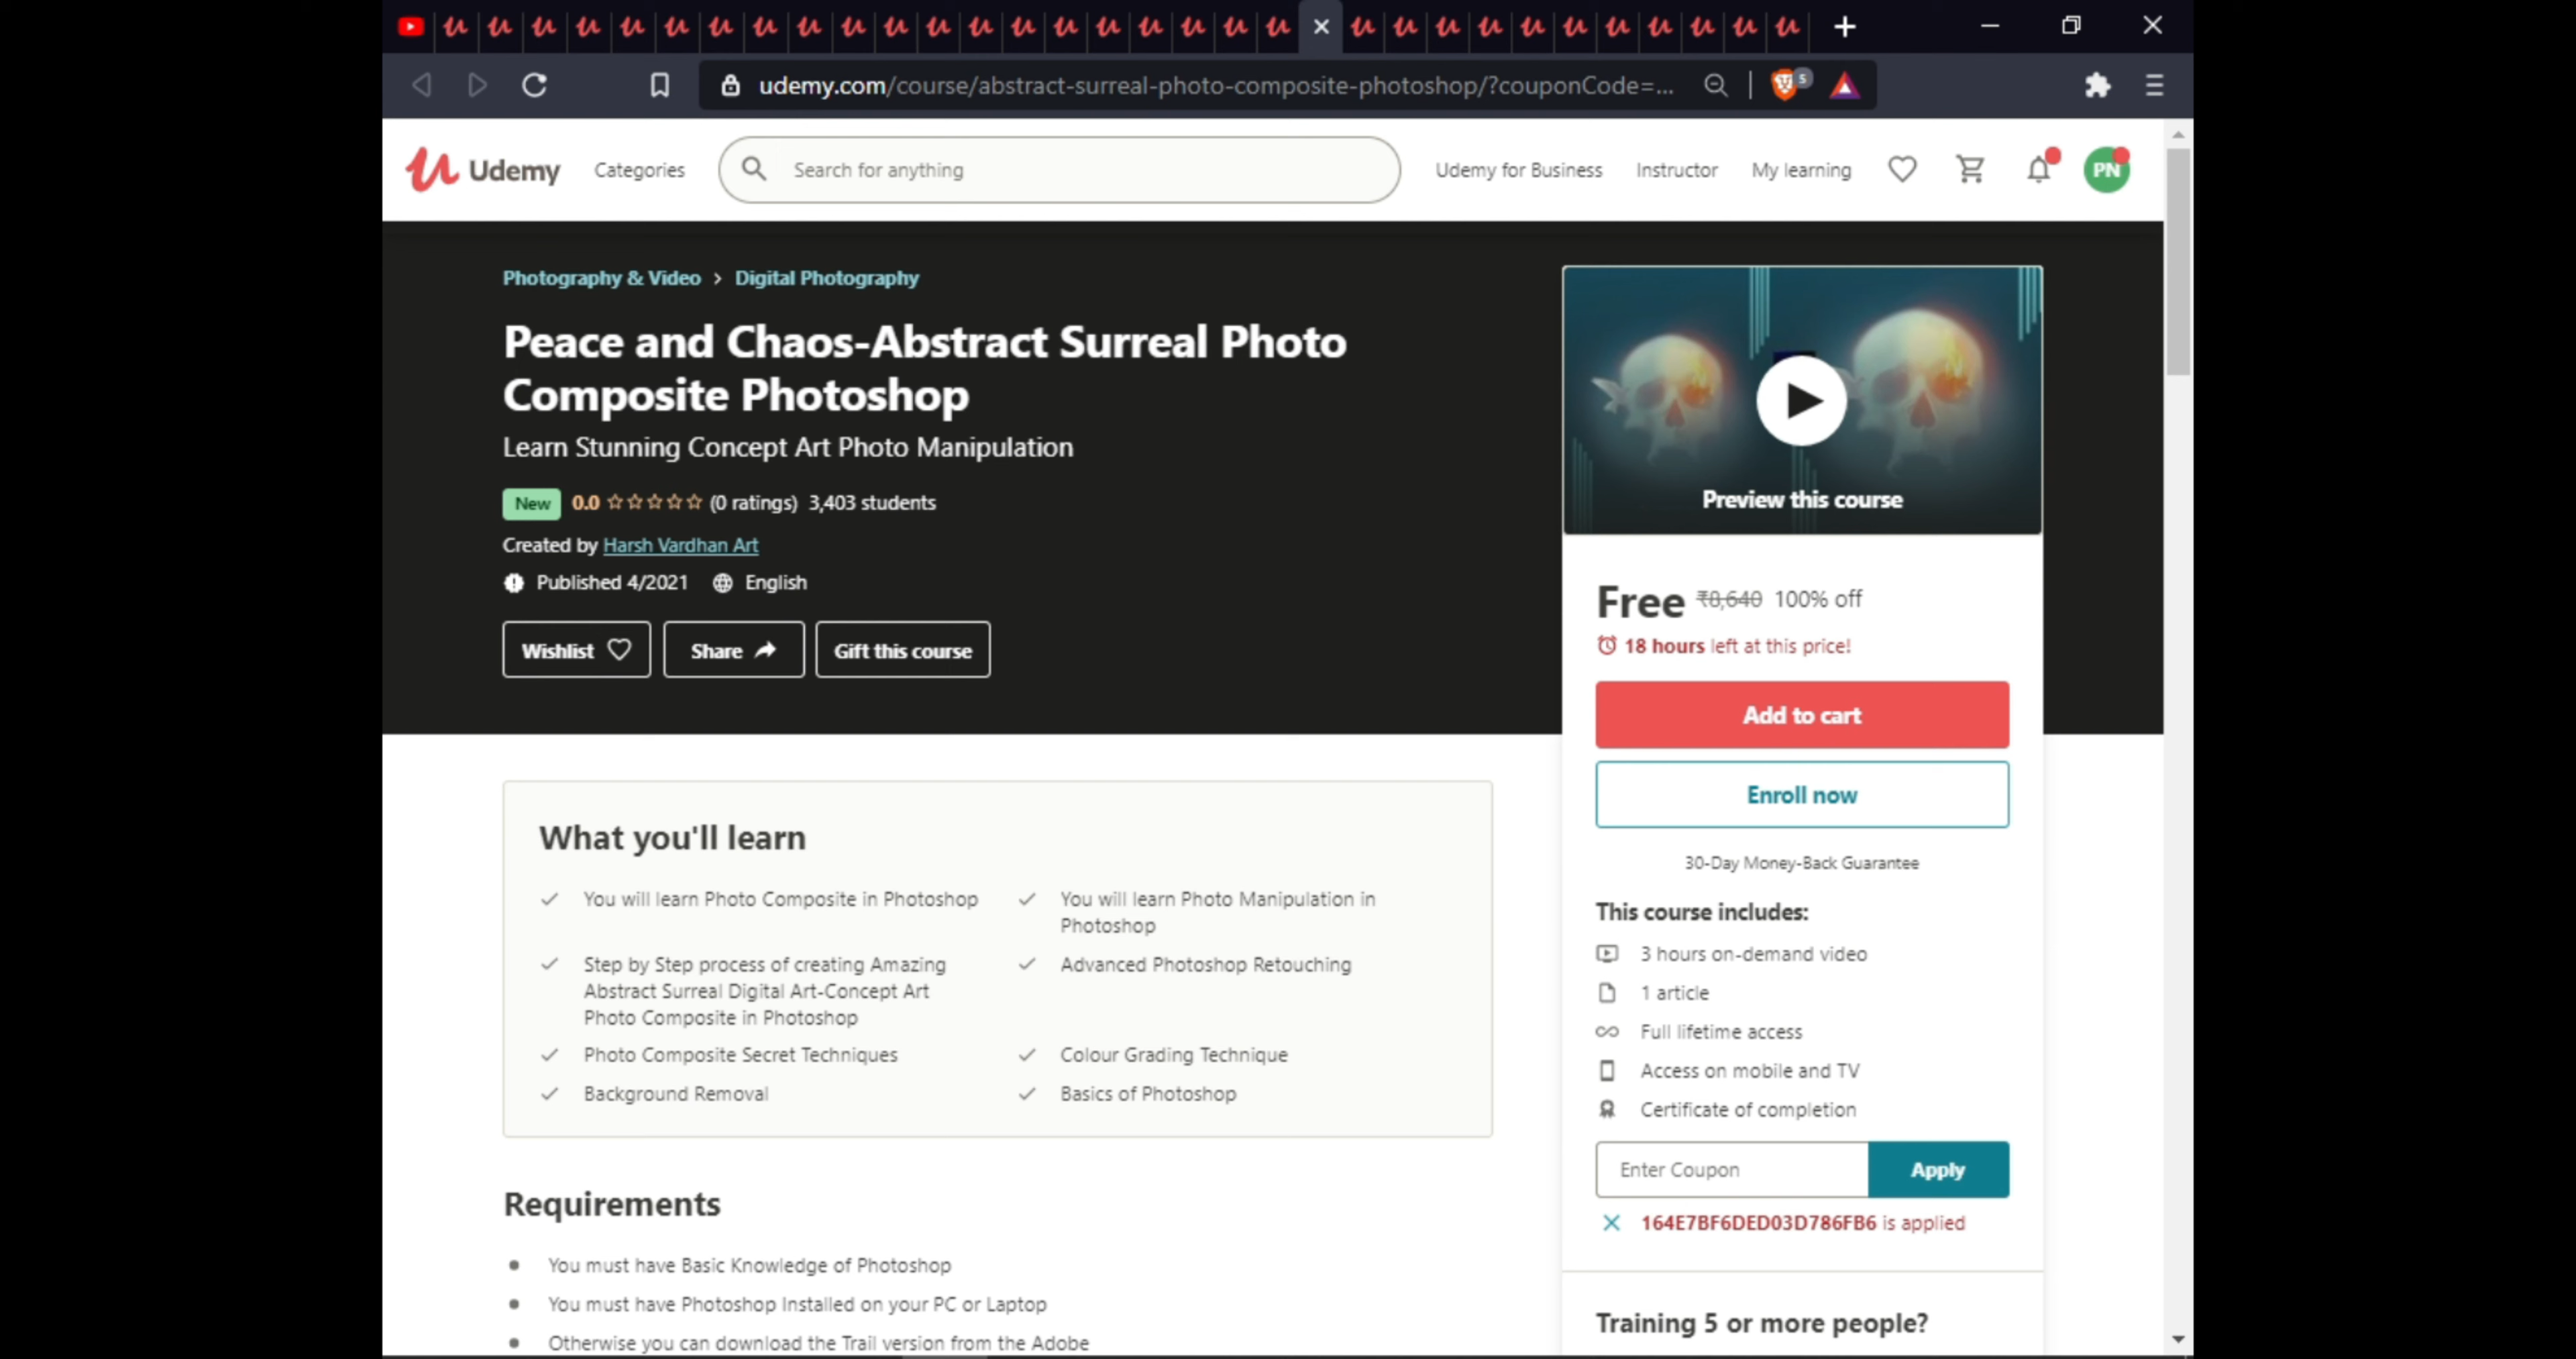 udemy.com/course/abstract-surreal-photo-composite-photoshop/?couponCode=...
5
Udemy
Categories
Search for anything
Udemy for Business
Instructor
My learning
PN
Photography & Video > Digital Photography
Peace and Chaos-Abstract Surreal Photo
Composite Photoshop
Learn Stunning Concept Art Photo Manipulation
New 0.0 (0 ratings) 3,403 students
Created by Harsh Vardhan Art
Published 4/2021 English
Wishlist
Share
Gift this course
Preview this course
Free ₹8,640 100% off
18 hours left at this price!
Add to cart
Enroll now
30-Day Money-Back Guarantee
This course includes:
3 hours on-demand video
1 article
Full lifetime access
Access on mobile and TV
Certificate of completion
Enter Coupon
Apply
164E7BF6DED03D786FB6 is applied
Training 5 or more people?
What you'll learn
You will learn Photo Composite in Photoshop
You will learn Photo Manipulation in
Photoshop
Step by Step process of creating Amazing
Abstract Surreal Digital Art-Concept Art
Photo Composite in Photoshop
Advanced Photoshop Retouching
Photo Composite Secret Techniques
Colour Grading Technique
Background Removal
Basics of Photoshop
Requirements
You must have Basic Knowledge of Photoshop
You must have Photoshop Installed on your PC or Laptop
Otherwise you can download the Trail version from the Adobe